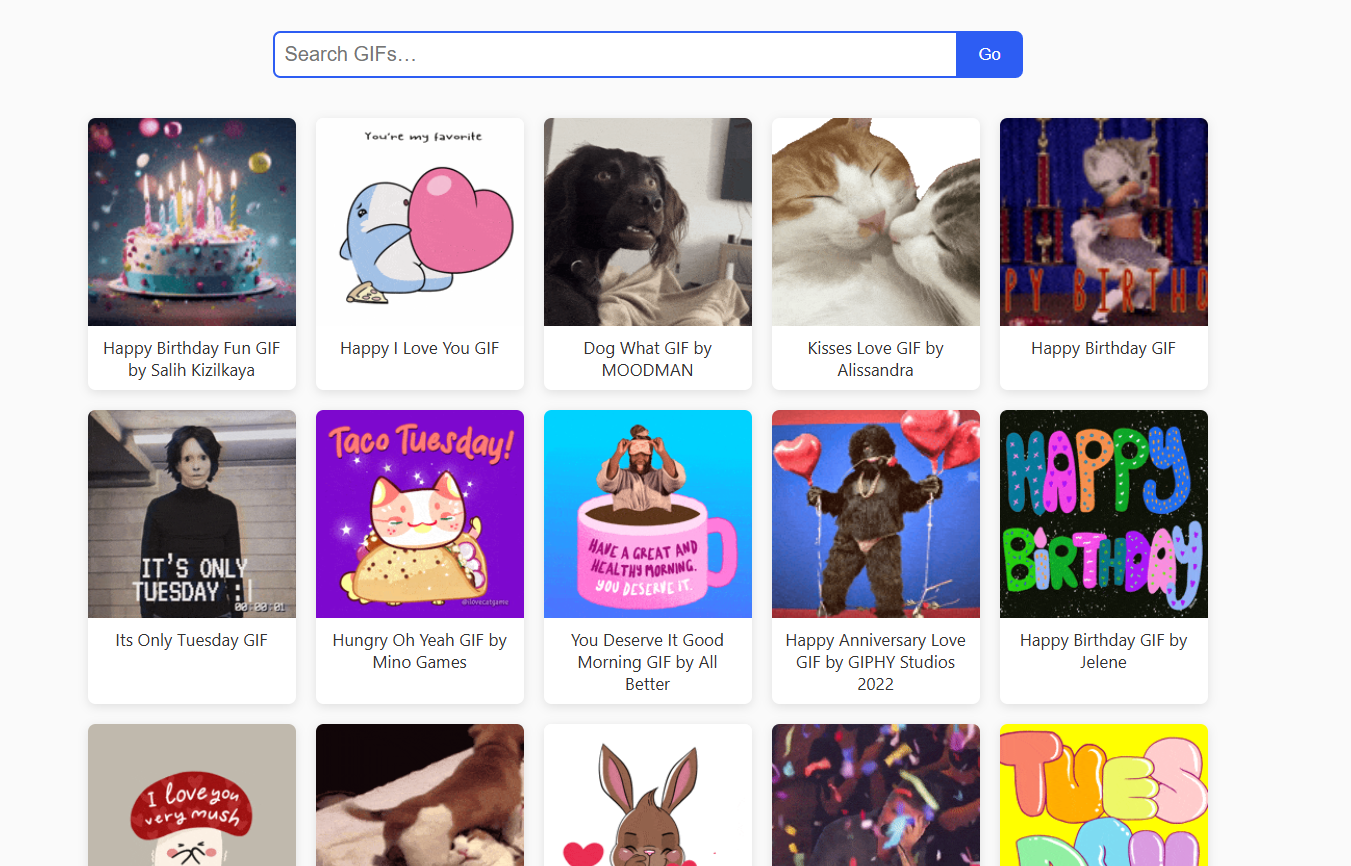 Search GIFs…
Go
You're my favorite
PY BIRTH
Happy Birthday Fun GIF
by Salih Kizilkaya
Happy I Love You GIF
Dog What GIF by
MOODMAN
Kisses Love GIF by
Alissandra
Happy Birthday GIF
IT'S ONLY
TUESDAY :|
00:00:01
Taco Tuesday!
@ilovecatgame
HAVE A GREAT AND
HEALTHY MORNING.
YOU DESERVE IT.
HAPPY
BIRTHDAY
Its Only Tuesday GIF
Hungry Oh Yeah GIF by
Mino Games
You Deserve It Good
Morning GIF by All
Better
Happy Anniversary Love
GIF by GIPHY Studios
2022
Happy Birthday GIF by
Jelene
I love you
very mush
TUES
DAY